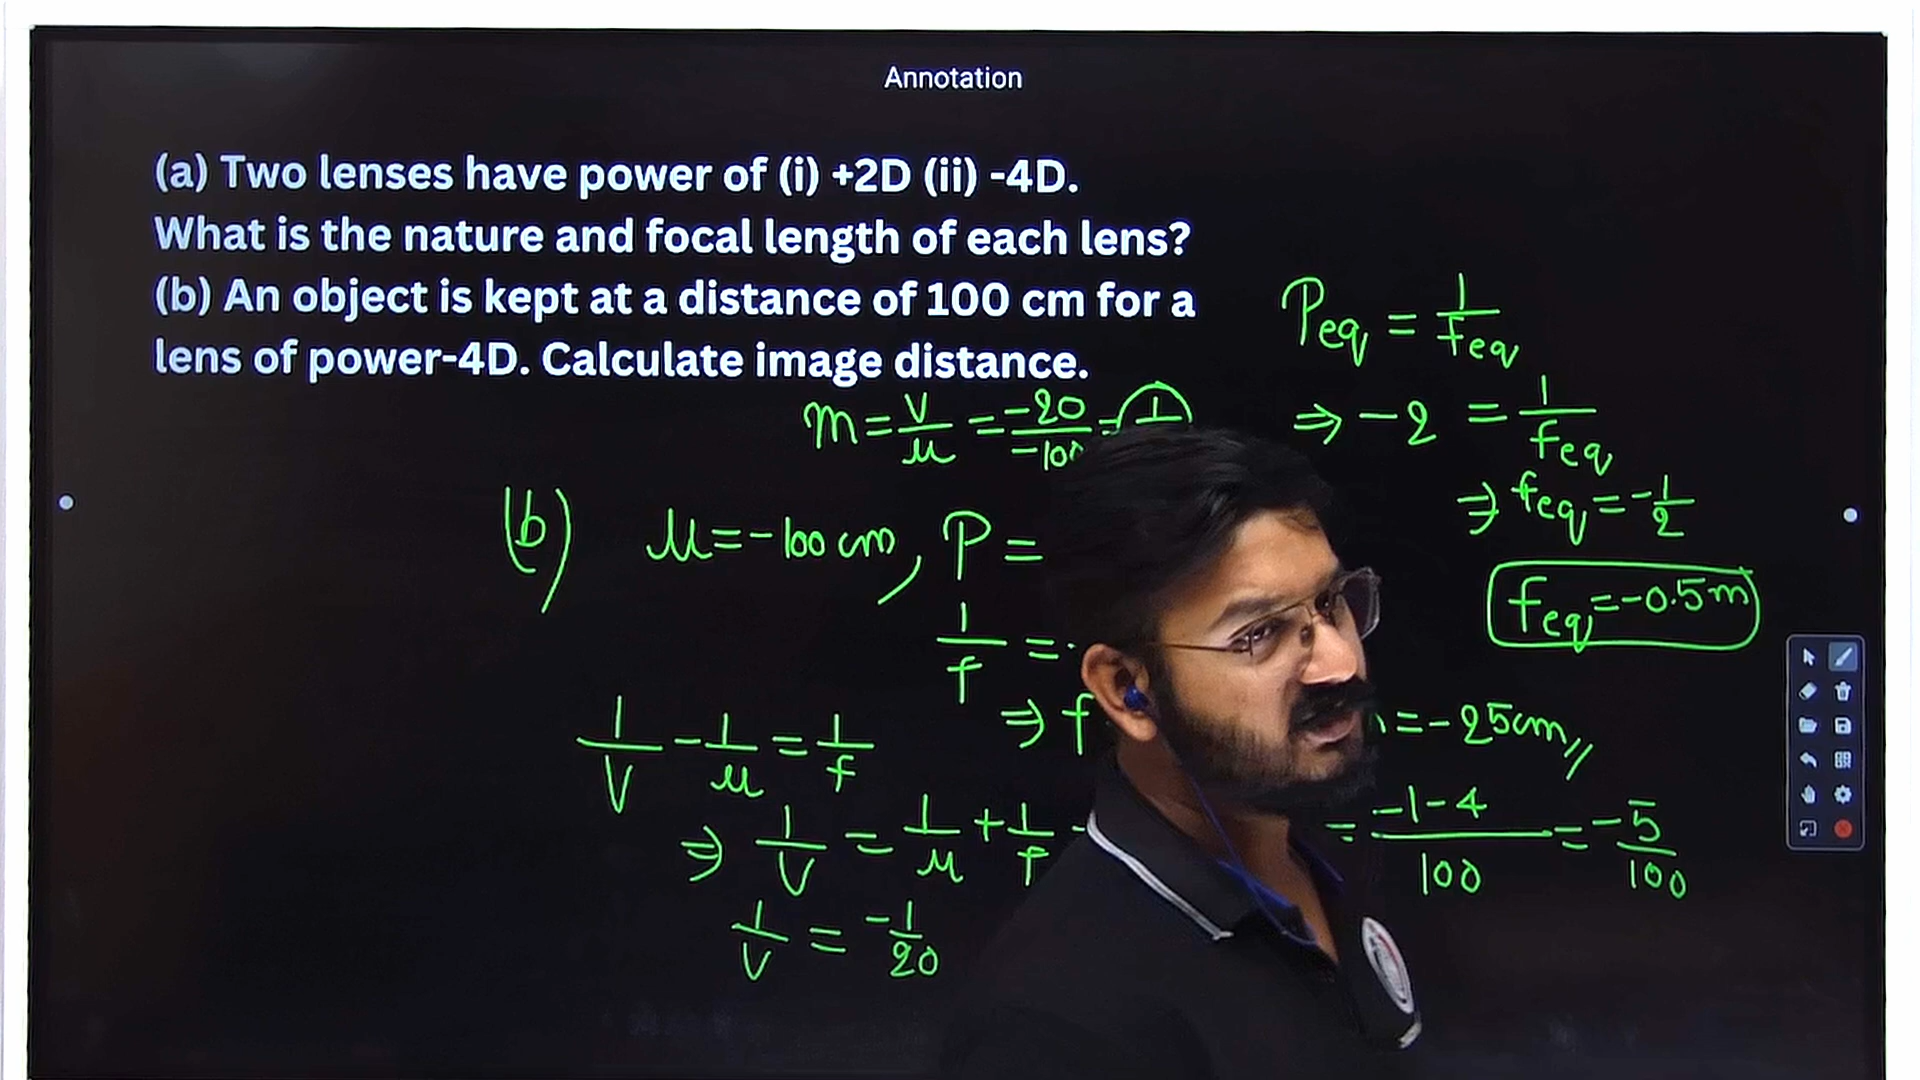 Annotation
(a) Two lenses have power of (i) +2D (ii) -4D.
What is the nature and focal length of each lens?
(b) An object is kept at a distance of 100 cm for a
lens of power-4D. Calculate image distance.
m = v/u = -20/-100 = 1
(b) u = -100 cm, P =
1/f = -
⇒ f = -25cm
1/v - 1/u = 1/f
⇒ 1/v = 1/u + 1/f = -1-4/100 = -5/100
1/v = -1/20
Peq = 1/feq
⇒ -2 = 1/feq
⇒ feq = -1/2
feq = -0.5m